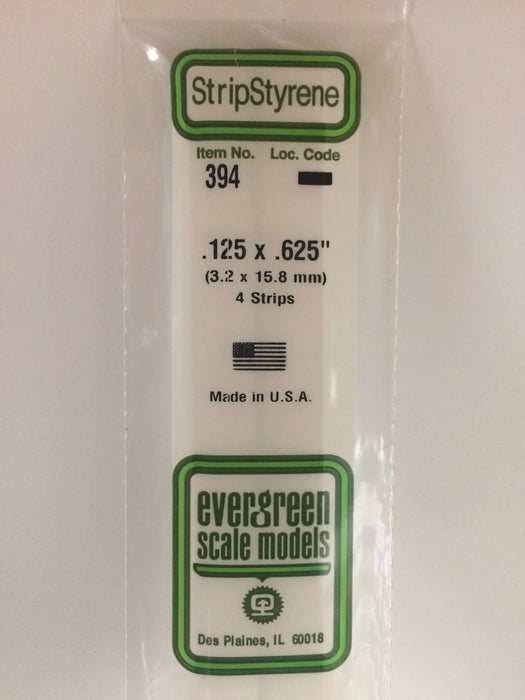 StripStyrene
Item No. Loc. Code
394
.125 x .625"
(3.2 x 15.8 mm)
4 Strips
Made in U.S.A.
evergreen
scale models
Des Plaines, IL 60018